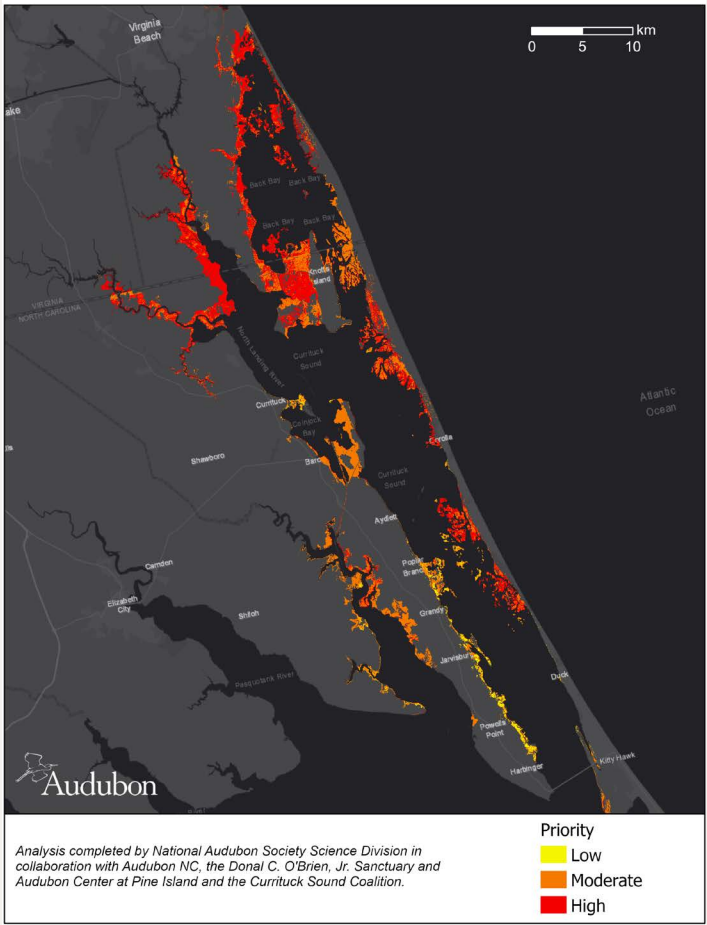 Virginia
Beach
km
0 5 10
ake
Back Bay
Back Bay
Back Bay
Back Bay
Knotts
Island
VIRGINIA
NORTH CAROLINA
North Landing River
Currituck
Sound
Atlantic
Ocean
Currituck
Coinjock
Bay
Corolla
Shawboro
Barco
Currituck
Sound
Aydlett
Camden
Poplar
Branch
Elizabeth
City
Shiloh
Grandy
Jarvisburg
Pasquotank River
Duck
Powells
Point
Kitty Hawk
Harbinger
Audubon
Analysis completed by National Audubon Society Science Division in
collaboration with Audubon NC, the Donal C. O'Brien, Jr. Sanctuary and
Audubon Center at Pine Island and the Currituck Sound Coalition.
Priority
Low
Moderate
High